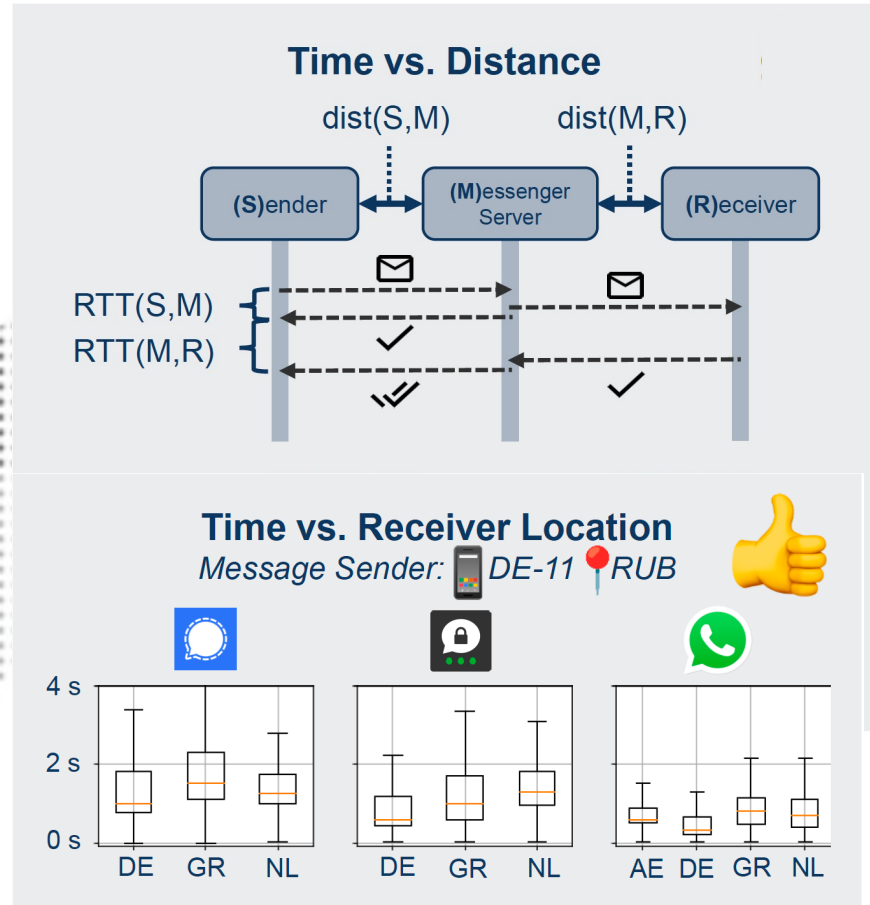 Time vs. Distance
dist(S,M)
dist(M,R)
(S)ender
(M)essenger
Server
(R)eceiver
RTT(S,M)
RTT(M,R)
Time vs. Receiver Location
Message Sender: DE-11 RUB
4 s
2 s
0 s
DE GR NL
DE GR NL
AE DE GR NL